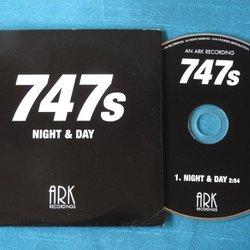 747s
NIGHT & DAY
ARK
RECORDINGS
AN ARK RECORDING
747s
1. NIGHT & DAY 2:54
ARK
RECORDINGS